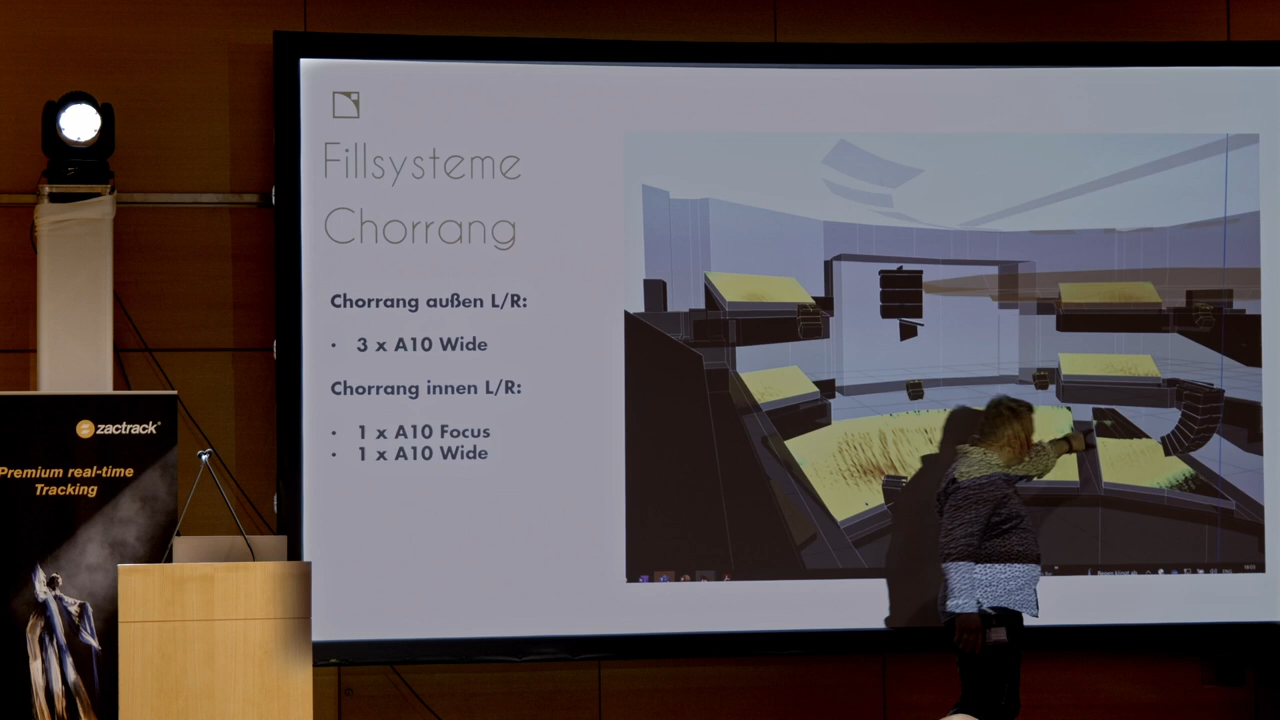 Fillsysteme
Chorrang
Chorrang außen L/R:
• 3 x A10 Wide
Chorrang innen L/R:
• 1 x A10 Focus
• 1 x A10 Wide
zactrack®
Premium real-time
Tracking